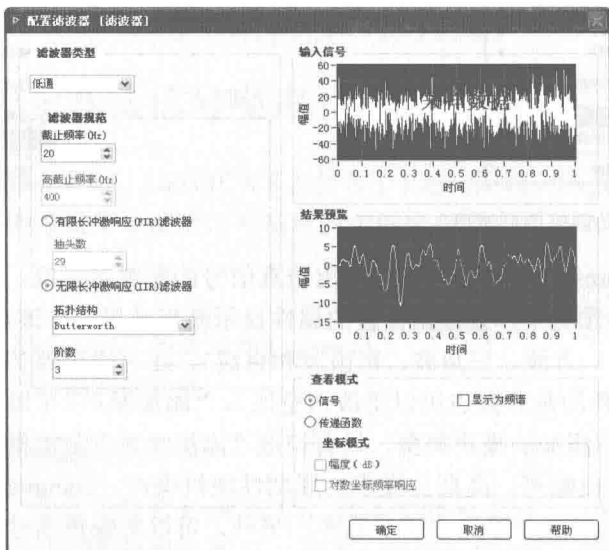 配置滤波器 [滤波器]
滤波器类型
低通
滤波器规范
截止频率(Hz)
20
高截止频率(Hz)
400
有限长冲激响应(FIR)滤波器
抽头数
29
无限长冲激响应(IIR)滤波器
拓扑结构
Butterworth
阶数
3
输入信号
60
40
20
0
-20
-40
-60
幅值
采样数据
0 0.1 0.2 0.3 0.4 0.5 0.6 0.7 0.8 0.9 1
时间
结果预览
10
5
0
-5
-10
-15
幅值
0 0.1 0.2 0.3 0.4 0.5 0.6 0.7 0.8 0.9 1
时间
查看模式
信号
显示为频谱
传递函数
坐标模式
幅度(dB)
对数坐标频率响应
确定
取消
帮助